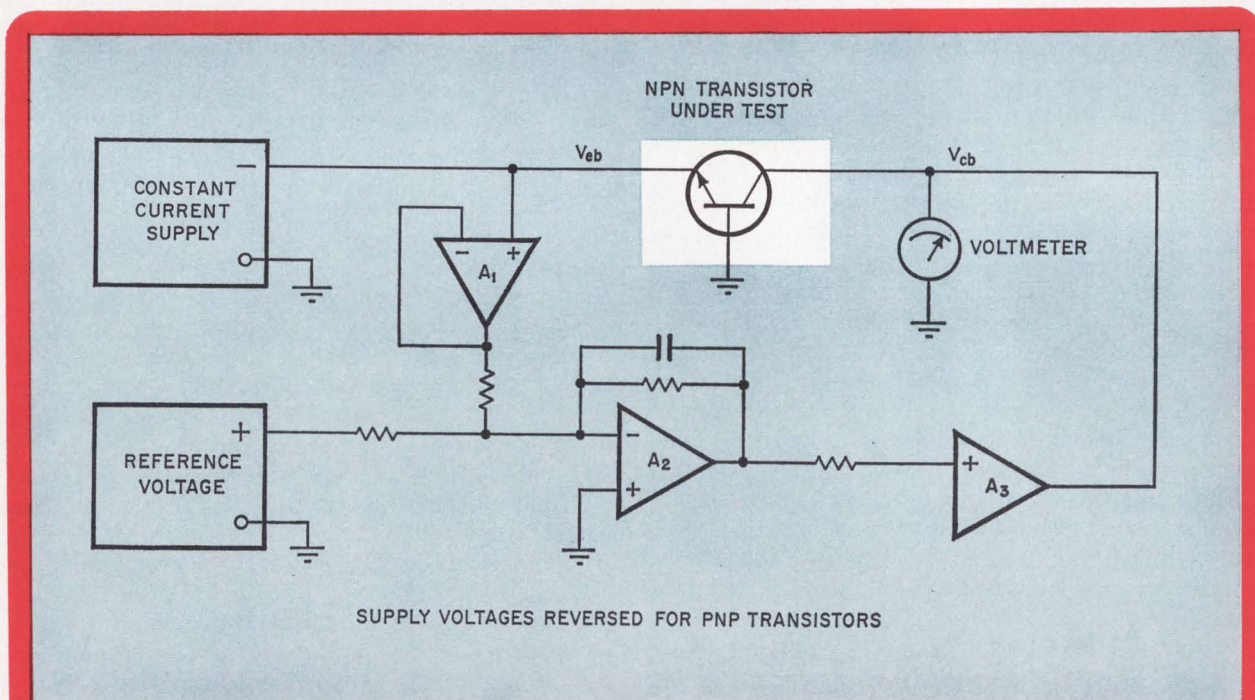 NPN TRANSISTOR
UNDER TEST
CONSTANT
CURRENT
SUPPLY
−
Veb
Vcb
− +
A1
VOLTMETER
REFERENCE
VOLTAGE
+
−
+
A2
+
A3
SUPPLY VOLTAGES REVERSED FOR PNP TRANSISTORS